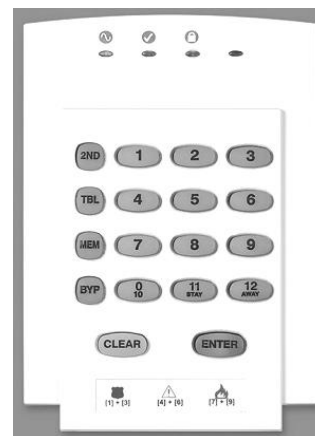 2ND 1 2 3
TBL 4 5 6
MEM 7 8 9
BYP 0 11 12
10 STAY AWAY
CLEAR ENTER
[1] + [3] [4] + [6] [7] + [9]